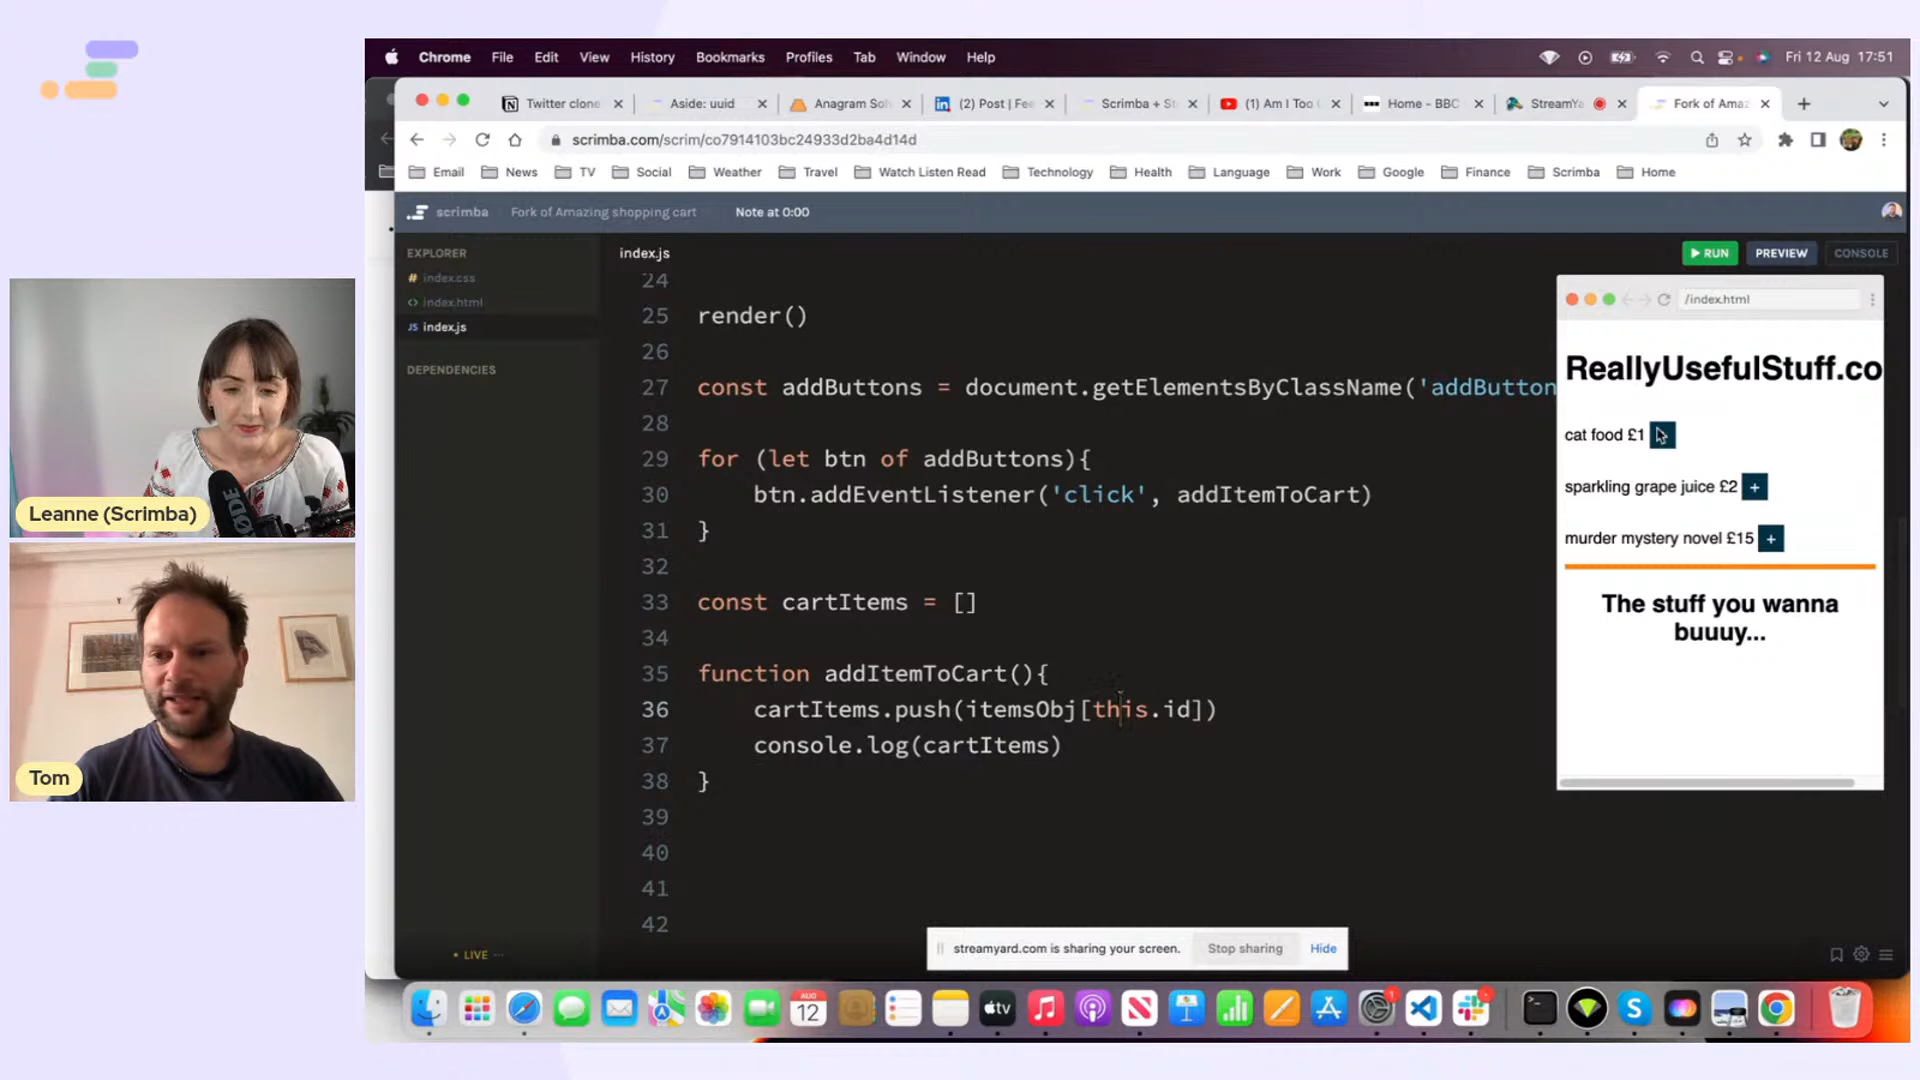 Chrome File Edit View History Bookmarks Profiles Tab Window Help Fri 12 Aug 17:51
Twitter clone Aside: uuid Anagram Sol (2) Post | Fee Scrimba + St (1) Am I Too Home - BBC StreamYa Fork of Amaz
scrimba.com/scrim/co7914103bc24933d2ba4d14d
Email News TV Social Weather Travel Watch Listen Read Technology Health Language Work Google Finance Scrimba Home
scrimba Fork of Amazing shopping cart Note at 0:00
EXPLORER
# index.css
<> index.html
JS index.js
DEPENDENCIES
index.js
RUN PREVIEW CONSOLE
24
25 render()
26
27 const addButtons = document.getElementsByClassName('addButton
28
29 for (let btn of addButtons){
30 btn.addEventListener('click', addItemToCart)
31 }
32
33 const cartItems = []
34
35 function addItemToCart(){
36 cartItems.push(itemsObj[this.id])
37 console.log(cartItems)
38 }
39
40
41
42
/index.html
ReallyUsefulStuff.co
cat food £1
sparkling grape juice £2 +
murder mystery novel £15 +
The stuff you wanna
buuuy...
Leanne (Scrimba)
Tom
LIVE ...
streamyard.com is sharing your screen. Stop sharing Hide
AUG
12
tv
1